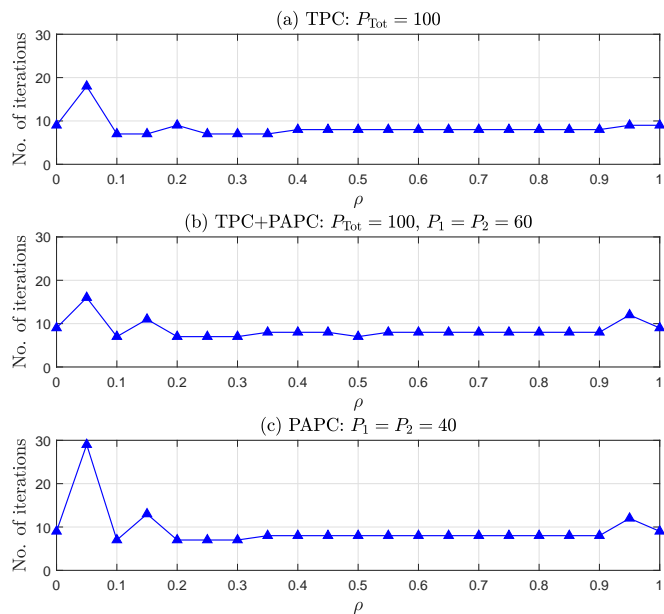 (a) TPC: P_Tot = 100
30
20
10
0
No. of iterations
0 0.1 0.2 0.3 0.4 0.5 0.6 0.7 0.8 0.9 1
ρ
(b) TPC+PAPC: P_Tot = 100, P_1 = P_2 = 60
30
20
10
0
No. of iterations
0 0.1 0.2 0.3 0.4 0.5 0.6 0.7 0.8 0.9 1
ρ
(c) PAPC: P_1 = P_2 = 40
30
20
10
0
No. of iterations
0 0.1 0.2 0.3 0.4 0.5 0.6 0.7 0.8 0.9 1
ρ